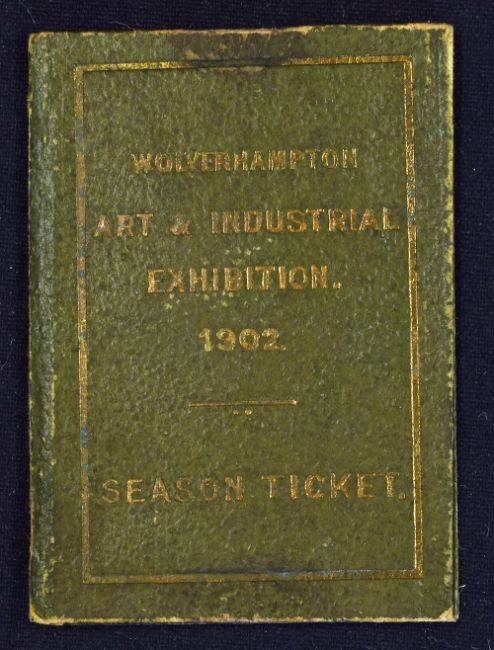 WOLVERHAMPTON
ART & INDUSTRIAL
EXHIBITION.
1902.
SEASON TICKET.